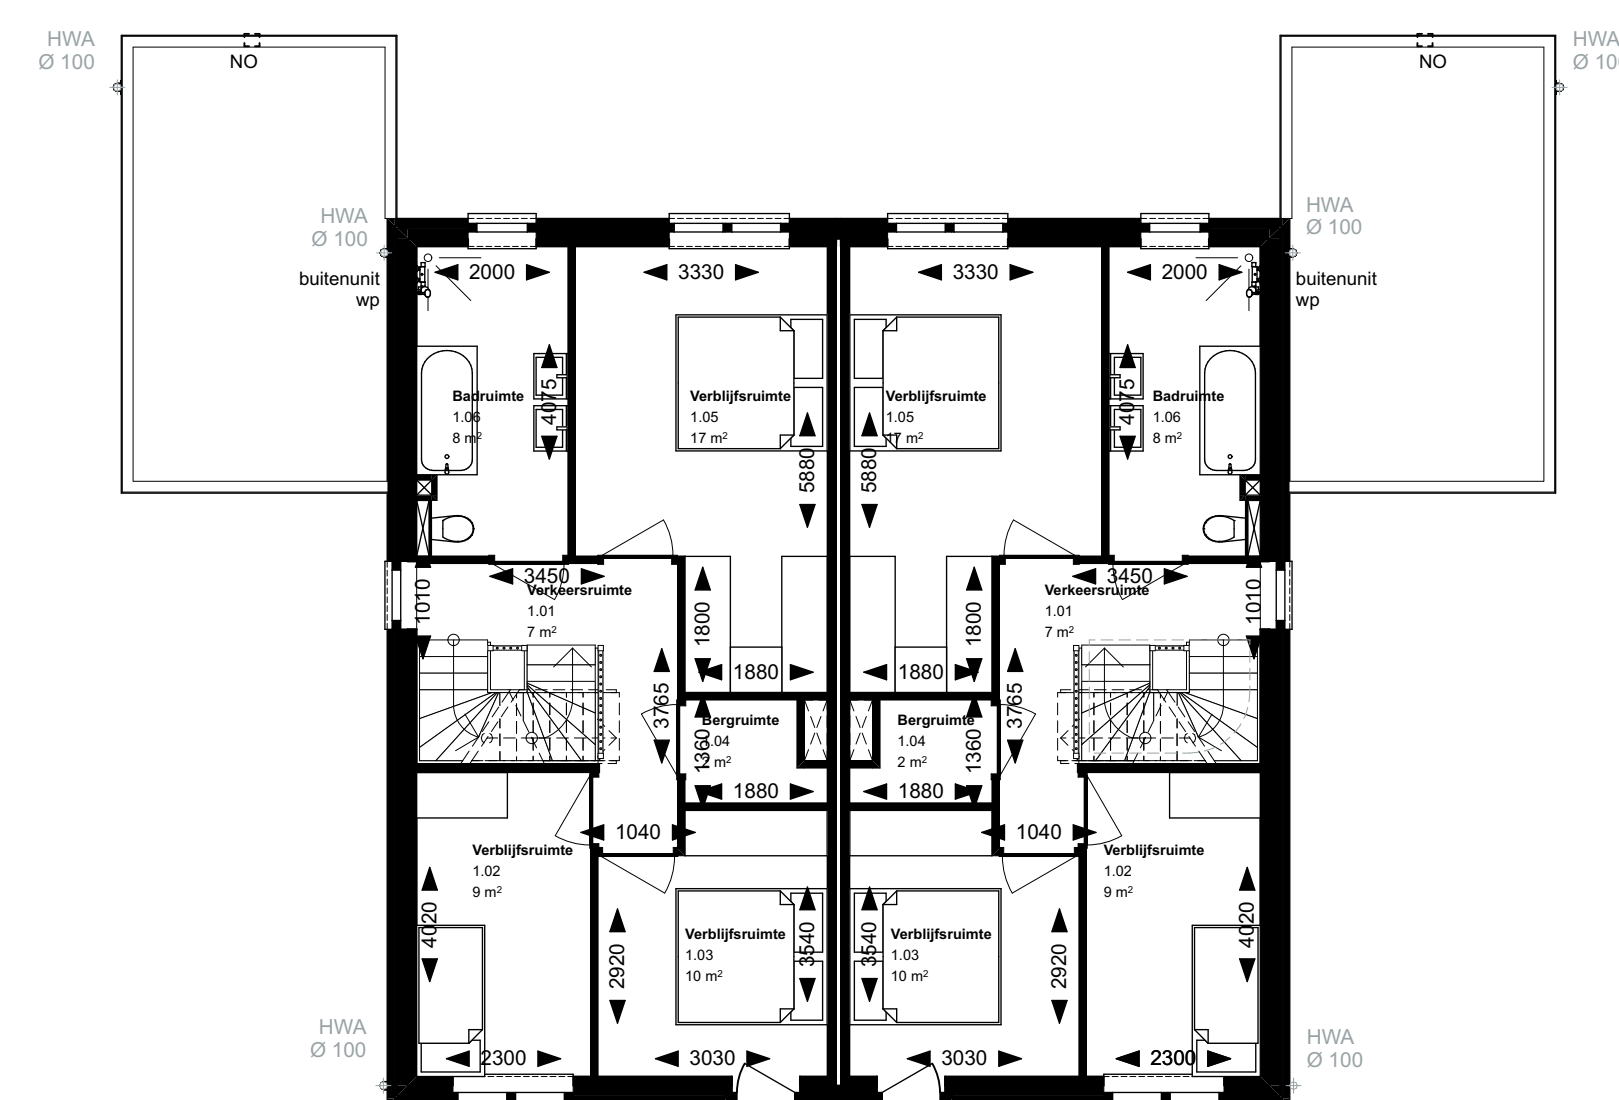 HWA
Ø 100
NO
HWA
Ø 100
buitenunit
wp
2000
3330
3330
2000
NO
HWA
Ø 100
HWA
Ø 100
buitenunit
wp
Badruimte
1.06
8 m²
4075
Verblijfsruimte
1.05
17 m²
5880
Verblijfsruimte
1.05
17 m²
5880
4075
Badruimte
1.06
8 m²
3450
Verkeersruimte
1.01
7 m²
1010
1800
1880
3765
1800
1880
3765
3450
Verkeersruimte
1.01
7 m²
1010
Bergruimte
1.04
2 m²
1360
1880
Bergruimte
1.04
2 m²
1360
1880
1040
1040
Verblijfsruimte
1.02
9 m²
4020
2300
2920
Verblijfsruimte
1.03
10 m²
3540
3030
Verblijfsruimte
1.03
10 m²
3540
3030
2920
Verblijfsruimte
1.02
9 m²
4020
2300
HWA
Ø 100
HWA
Ø 100